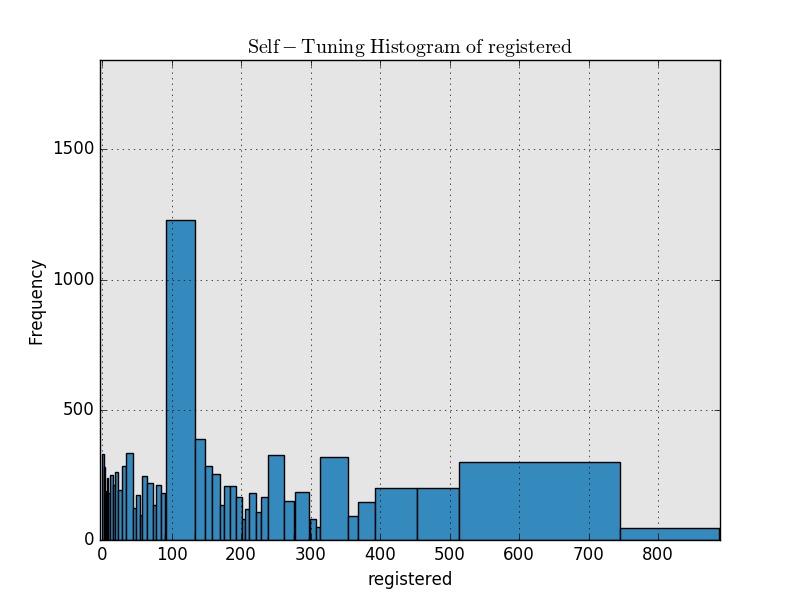 Self − Tuning Histogram of registered
1500
1000
500
0
Frequency
0 100 200 300 400 500 600 700 800
registered